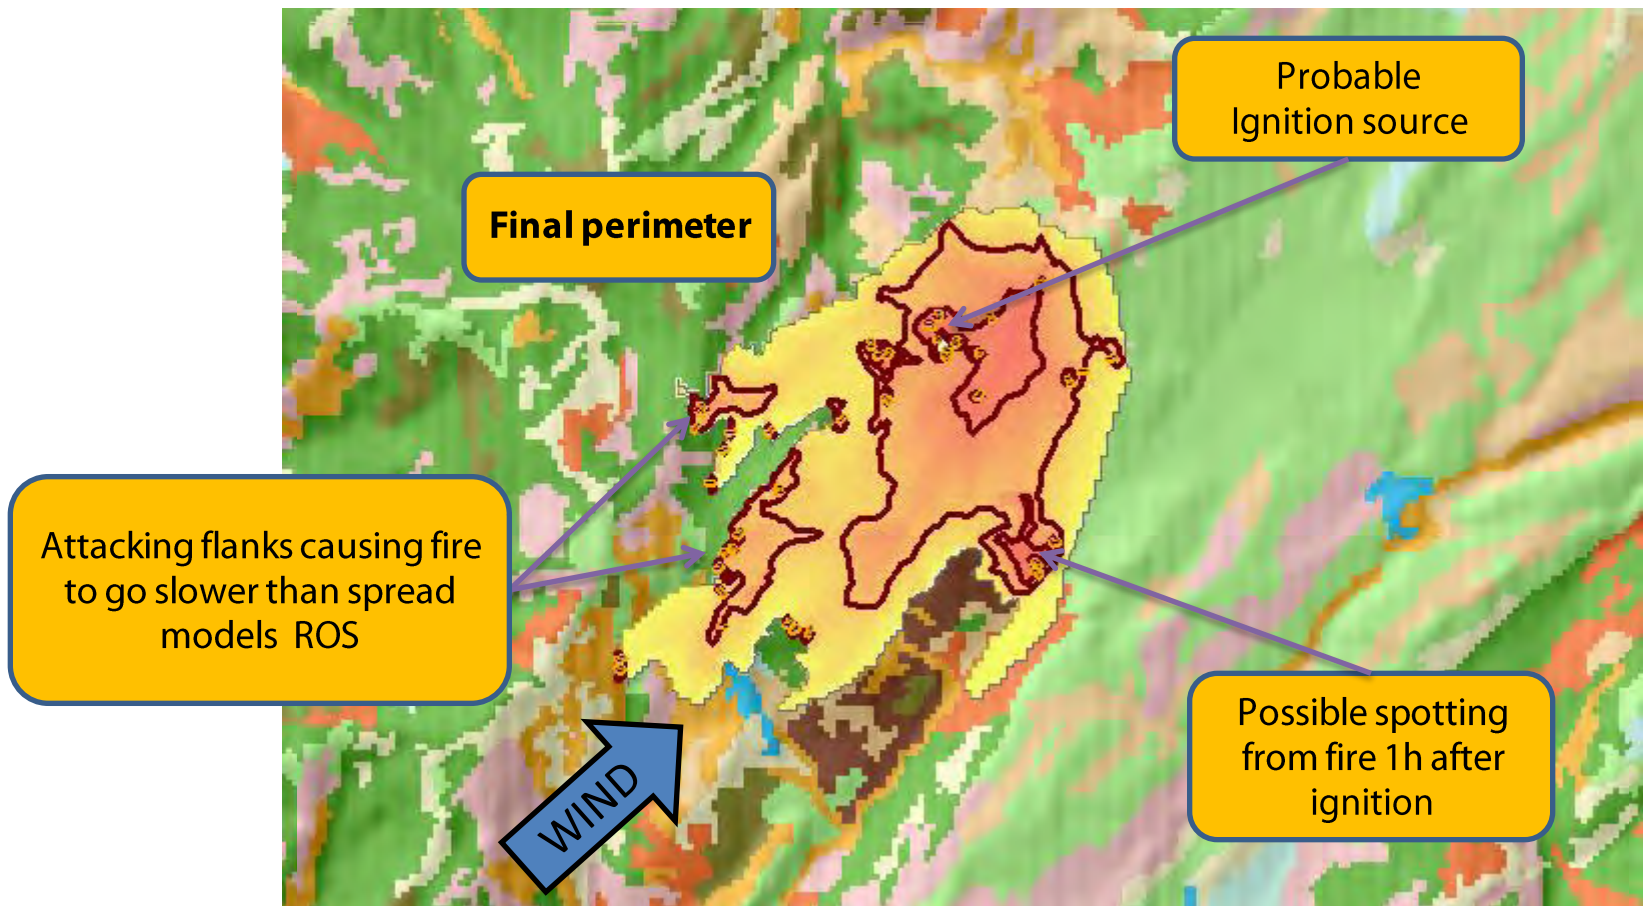 Probable
Ignition source
Final perimeter
Attacking flanks causing fire
to go slower than spread
models ROS
WIND
Possible spotting
from fire 1h after
ignition